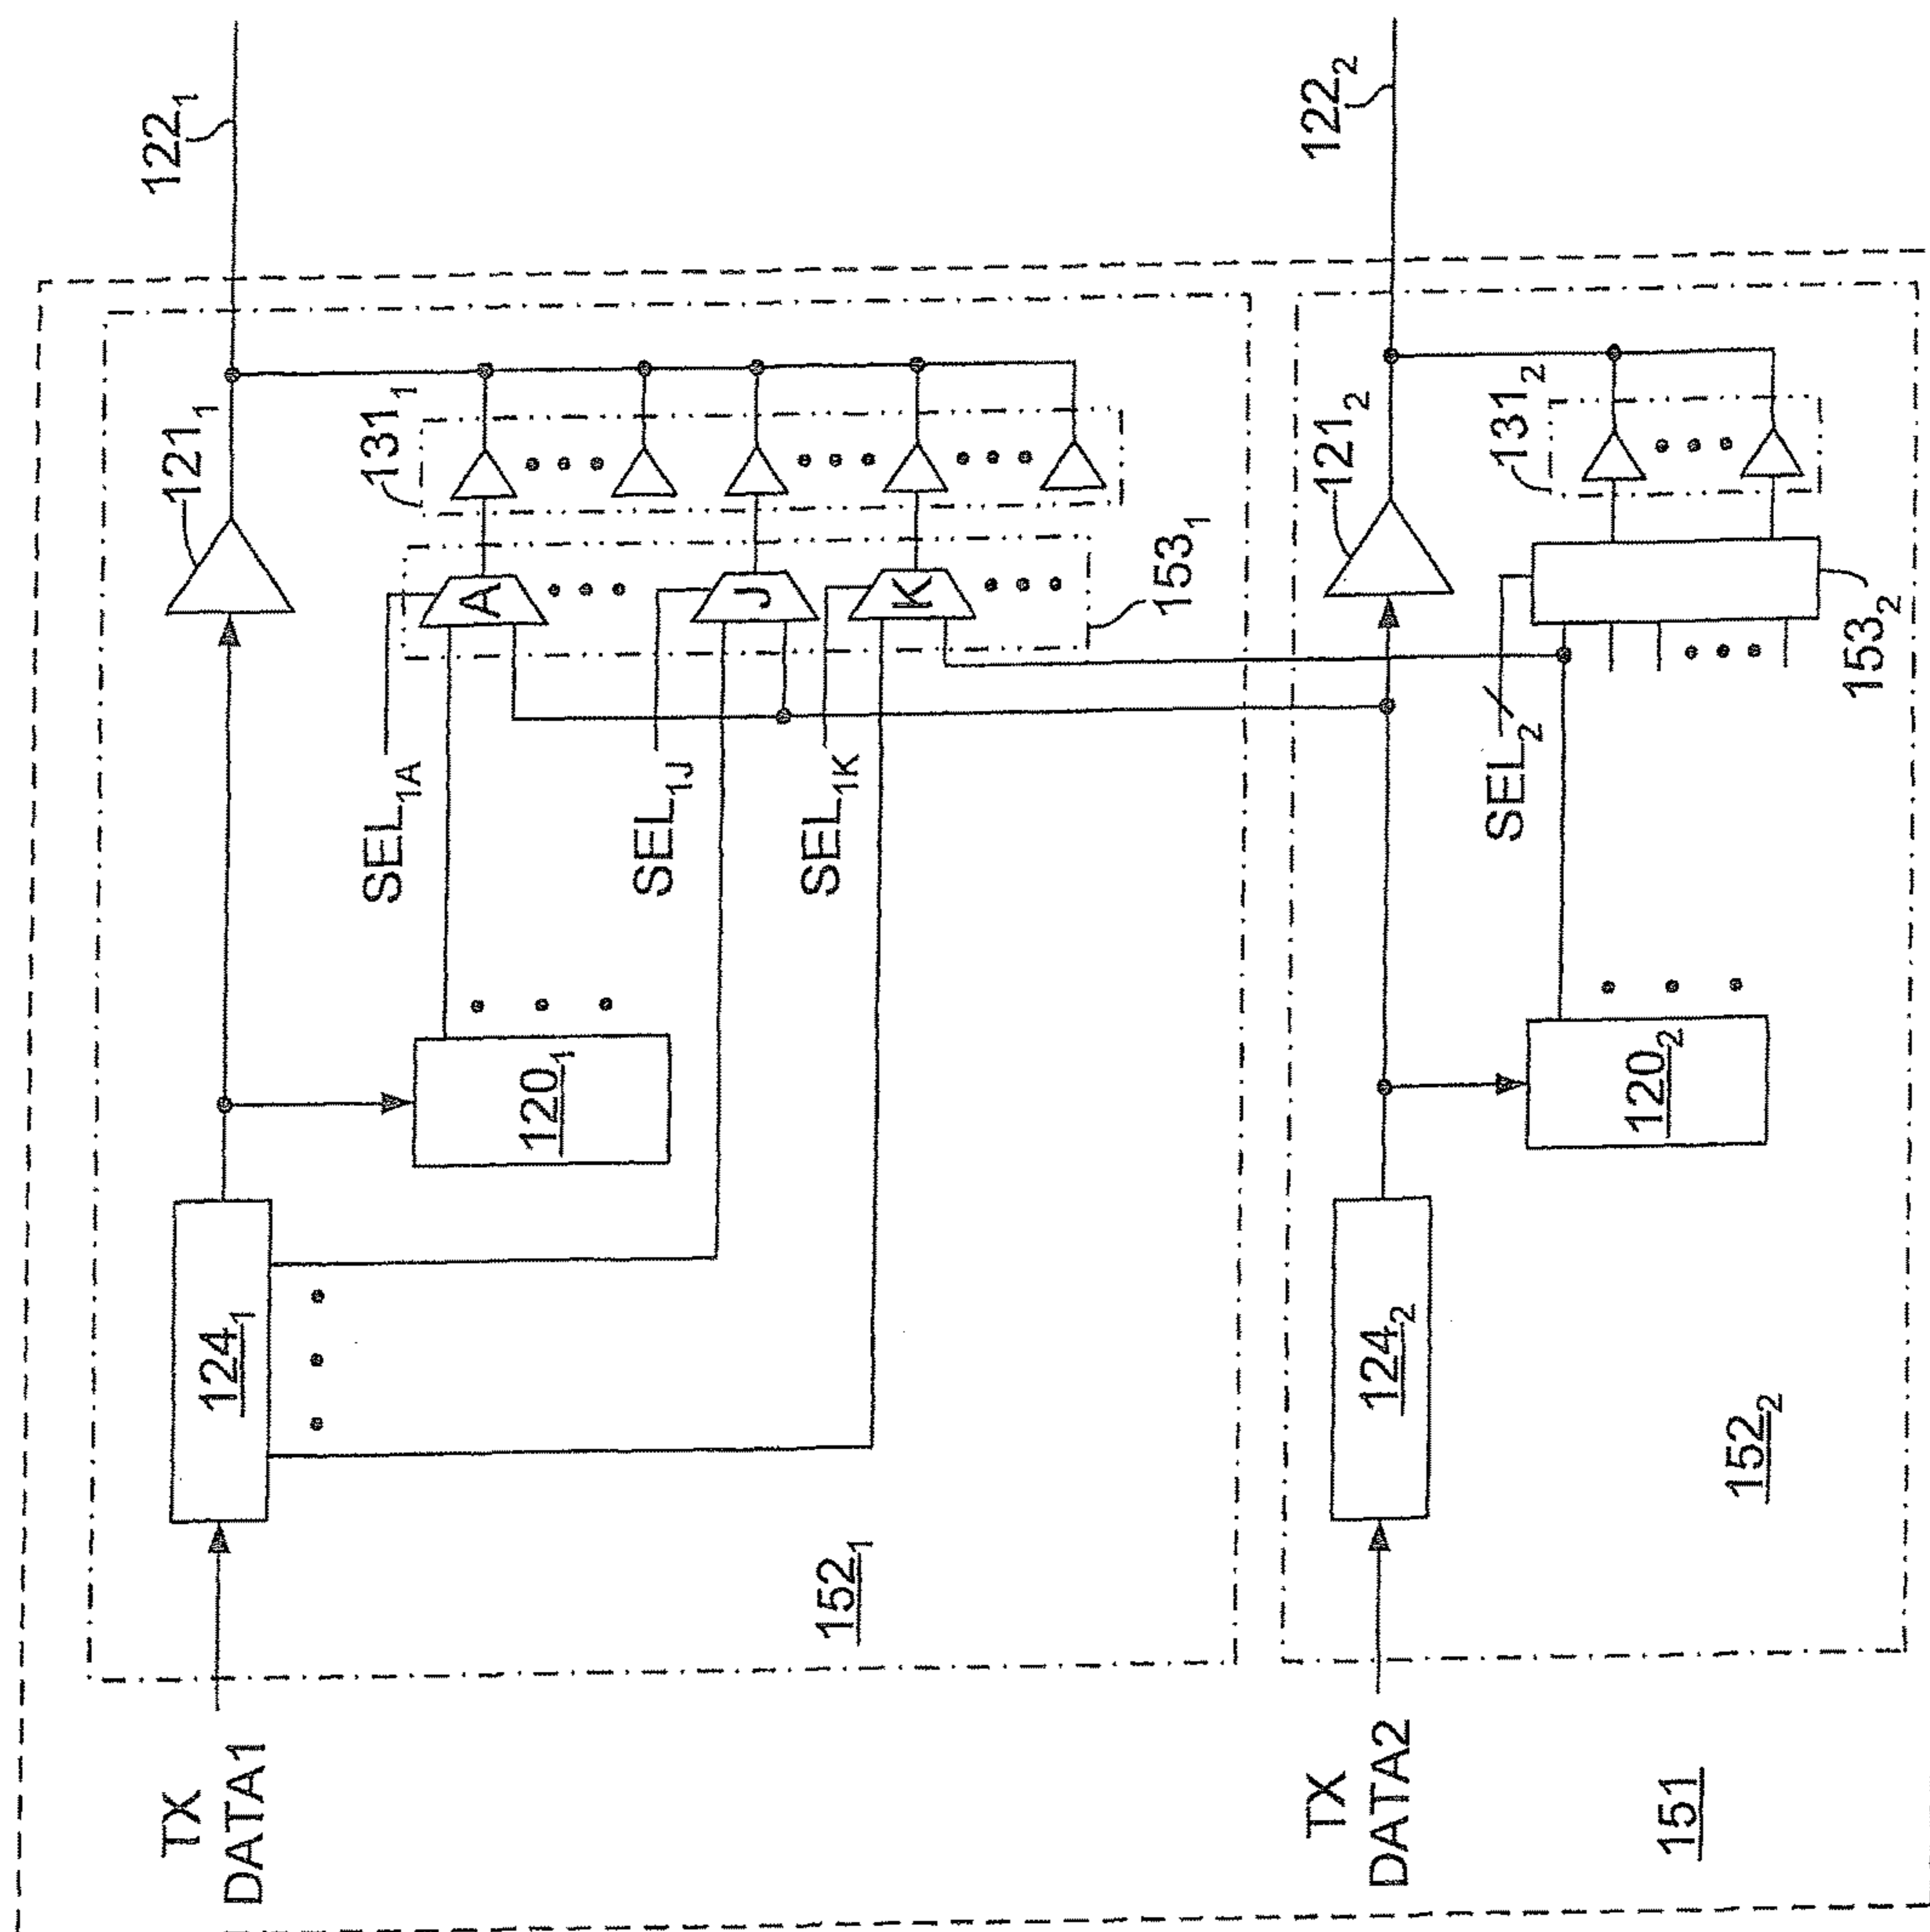 TX
DATA1
124₁
120₁
121₁
122₁
131₁
153₁
SEL₁A
SEL₁J
SEL₁K
A
J
K
152₁
TX
DATA2
124₂
120₂
121₂
122₂
131₂
153₂
SEL₂
152₂
151